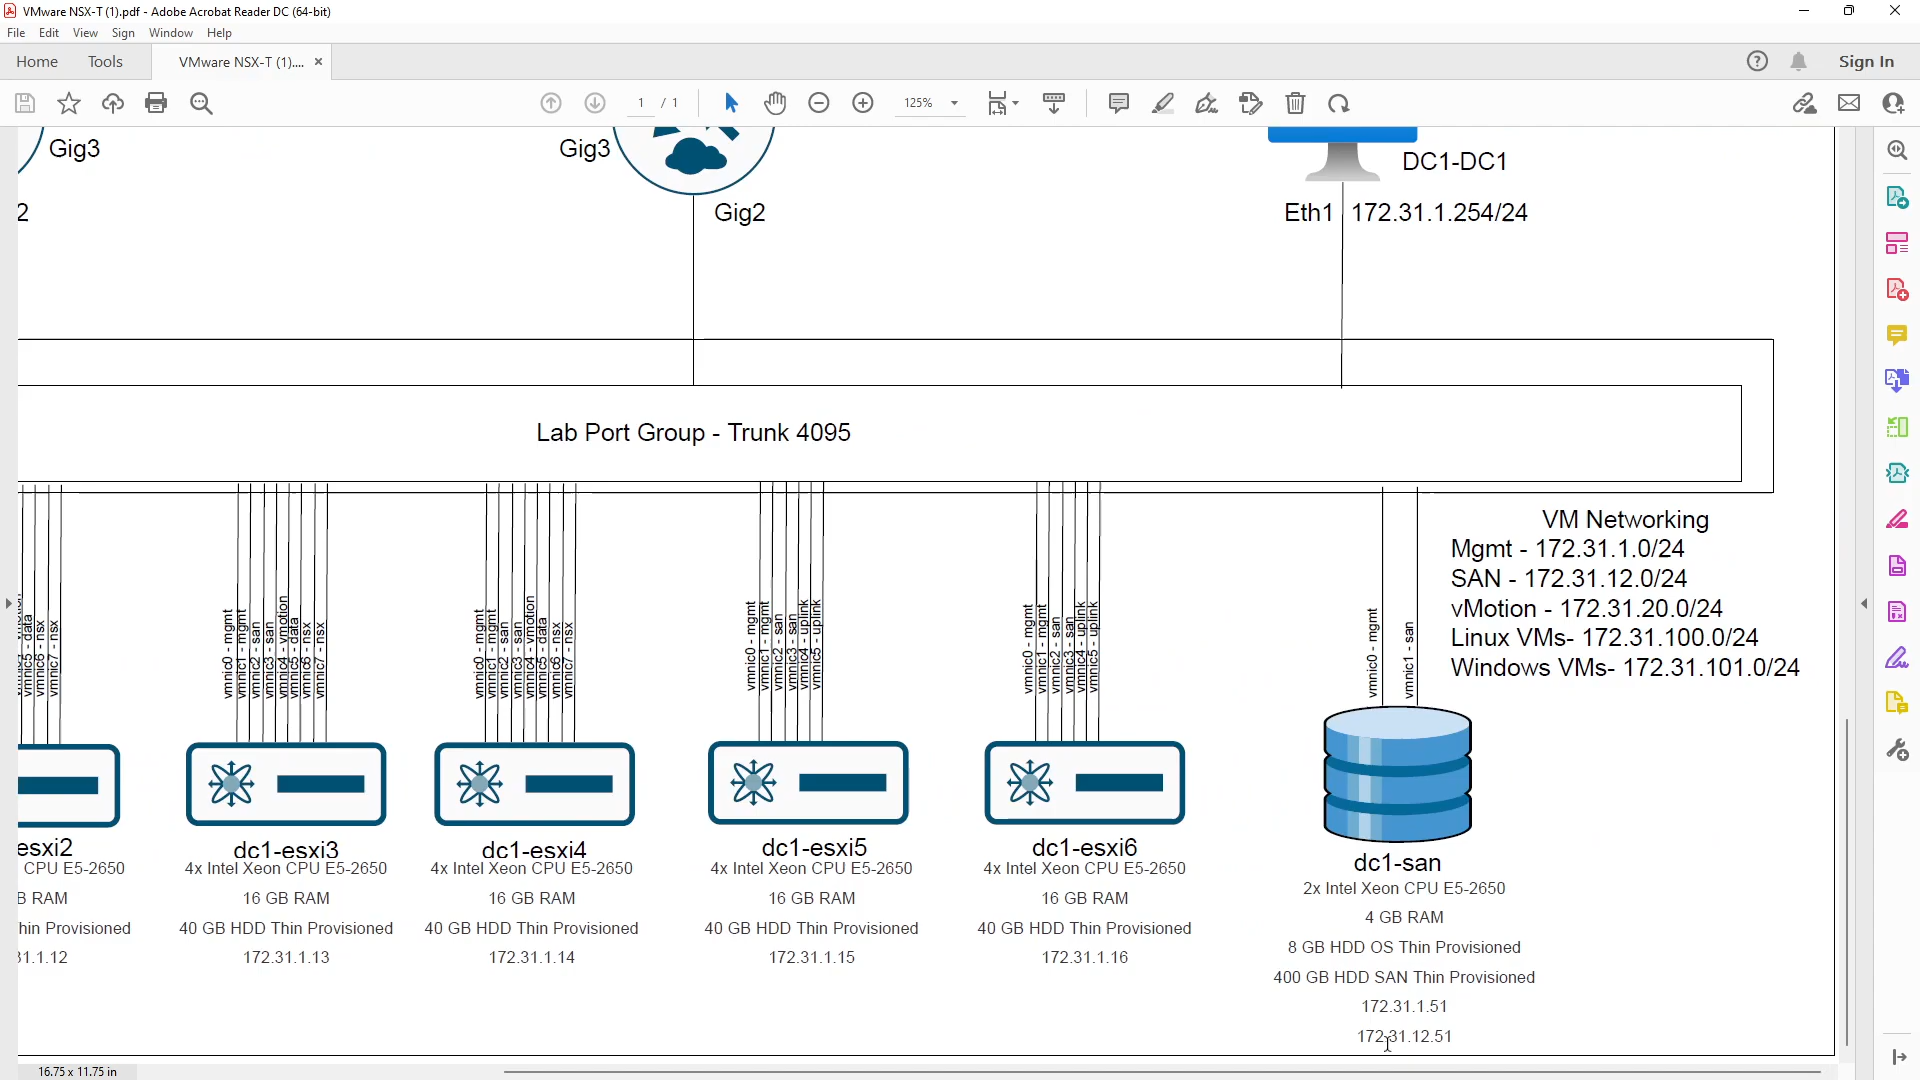 VMware NSX-T (1).pdf - Adobe Acrobat Reader DC (64-bit)
File Edit View Sign Window Help
Home Tools VMware NSX-T (1).... ×
Sign In
1 / 1
125%
Gig3
Gig3
DC1-DC1
2
Gig2
Eth1 172.31.1.254/24
Lab Port Group - Trunk 4095
VM Networking
Mgmt - 172.31.1.0/24
SAN - 172.31.12.0/24
vMotion - 172.31.20.0/24
Linux VMs- 172.31.100.0/24
Windows VMs- 172.31.101.0/24
vmnic5 - data
vmnic6 - nsx
vmnic7 - nsx
vmnic0 - mgmt
vmnic1 - mgmt
vmnic2 - san
vmnic3 - san
vmnic4 - vmotion
vmnic5 - data
vmnic6 - nsx
vmnic7 - nsx
vmnic0 - mgmt
vmnic1 - mgmt
vmnic2 - san
vmnic3 - san
vmnic4 - vmotion
vmnic5 - data
vmnic6 - nsx
vmnic7 - nsx
vmnic0 - mgmt
vmnic1 - mgmt
vmnic2 - san
vmnic3 - san
vmnic4 - uplink
vmnic5 - uplink
vmnic0 - mgmt
vmnic1 - mgmt
vmnic2 - san
vmnic3 - san
vmnic4 - uplink
vmnic5 - uplink
vmnic0 - mgmt
vmnic1 - san
esxi2
CPU E5-2650
B RAM
hin Provisioned
31.1.12
dc1-esxi3
4x Intel Xeon CPU E5-2650
16 GB RAM
40 GB HDD Thin Provisioned
172.31.1.13
dc1-esxi4
4x Intel Xeon CPU E5-2650
16 GB RAM
40 GB HDD Thin Provisioned
172.31.1.14
dc1-esxi5
4x Intel Xeon CPU E5-2650
16 GB RAM
40 GB HDD Thin Provisioned
172.31.1.15
dc1-esxi6
4x Intel Xeon CPU E5-2650
16 GB RAM
40 GB HDD Thin Provisioned
172.31.1.16
dc1-san
2x Intel Xeon CPU E5-2650
4 GB RAM
8 GB HDD OS Thin Provisioned
400 GB HDD SAN Thin Provisioned
172.31.1.51
172.31.12.51
16.75 x 11.75 in